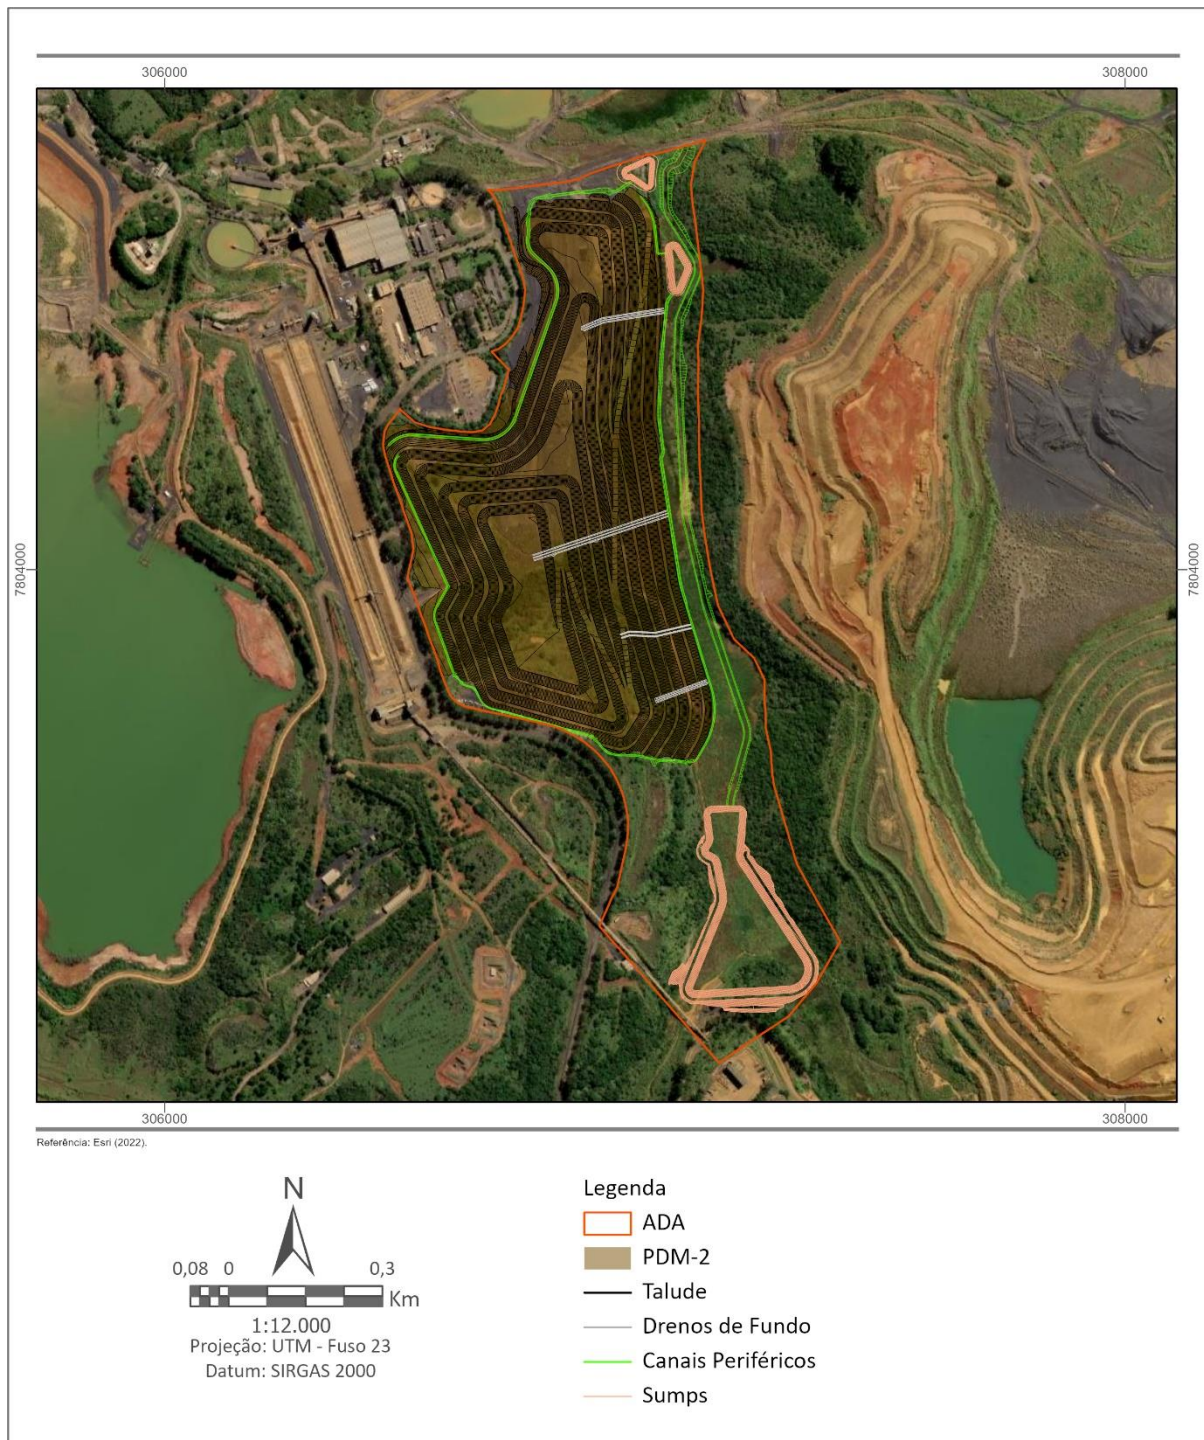 306000
308000
7804000
7804000
306000
308000
Referência: Esri (2022).
N
0,08 0 0,3
Km
1:12.000
Projeção: UTM - Fuso 23
Datum: SIRGAS 2000
Legenda
ADA
PDM-2
Talude
Drenos de Fundo
Canais Periféricos
Sumps